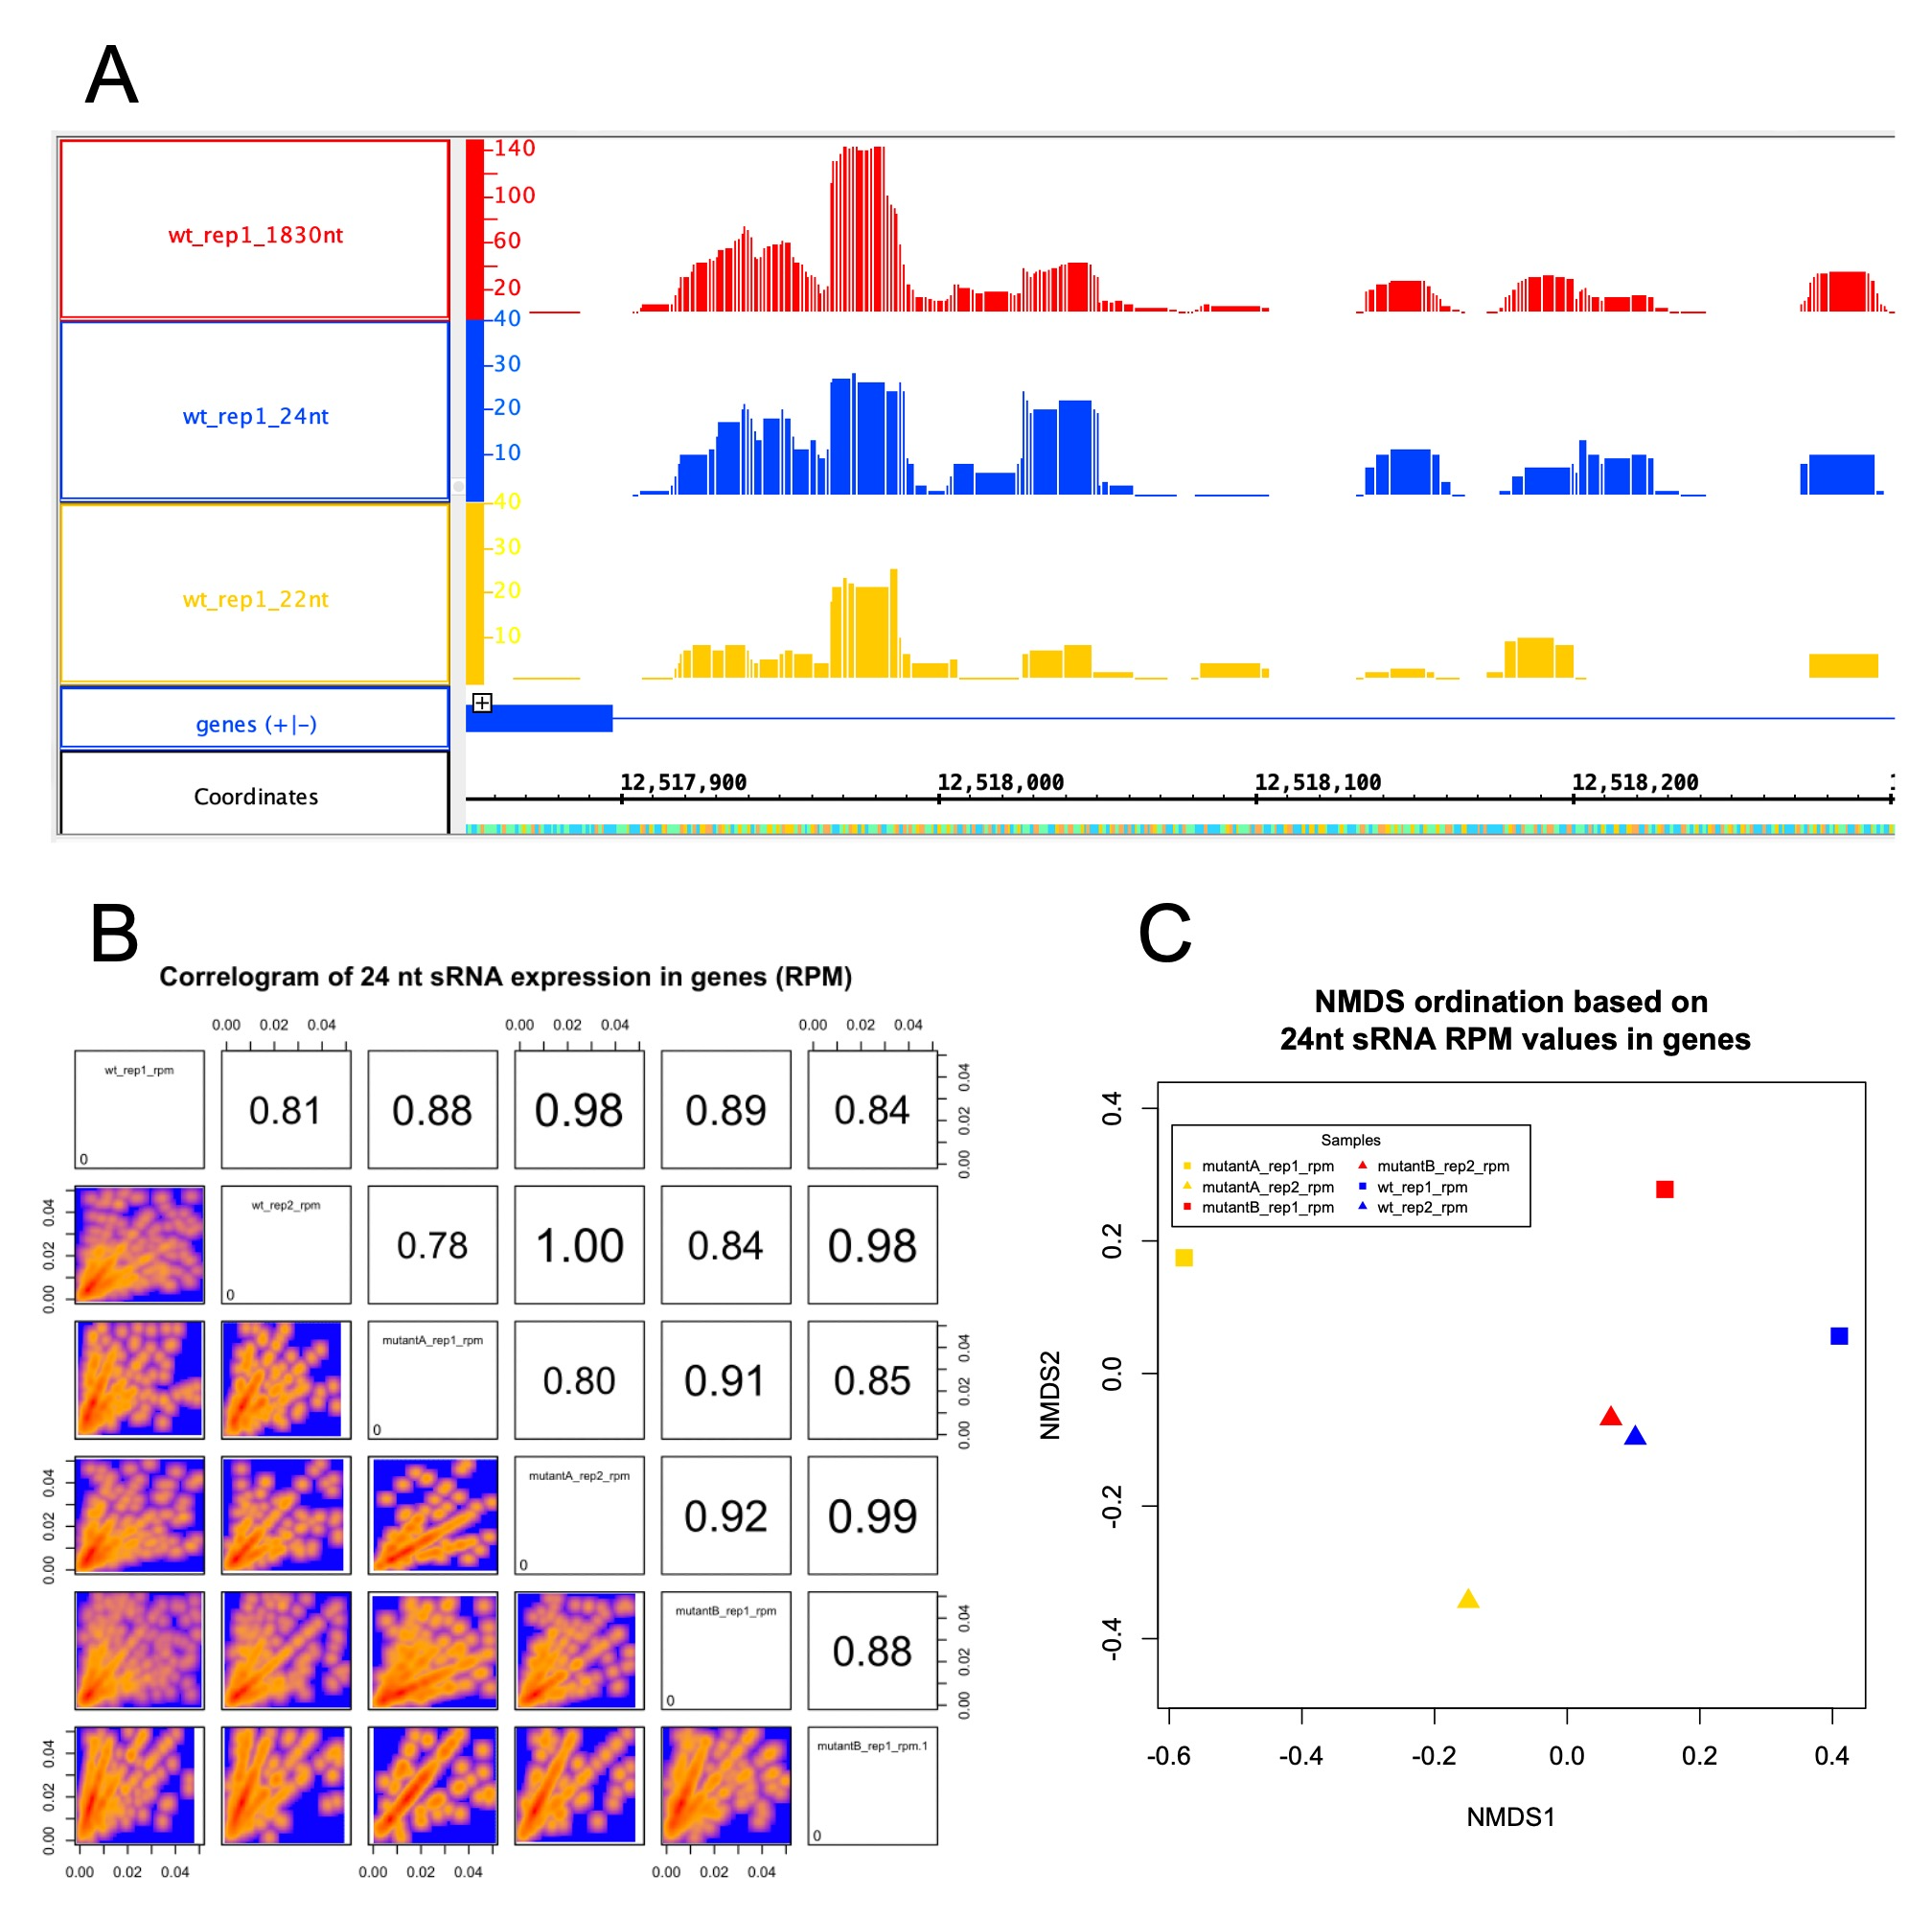 A
wt_rep1_1830nt
140
100
60
20
wt_rep1_24nt
40
30
20
10
wt_rep1_22nt
40
30
20
10
genes (+|-)
Coordinates
12,517,900 12,518,000 12,518,100 12,518,200
B
Correlogram of 24 nt sRNA expression in genes (RPM)
0.00 0.02 0.04 0.00 0.02 0.04 0.00 0.02 0.04
wt_rep1_rpm
0
0.81 0.88 0.98 0.89 0.84
0.00 0.02 0.04
0.00 0.02 0.04
wt_rep2_rpm
0
0.78 1.00 0.84 0.98
mutantA_rep1_rpm
0
0.80 0.91 0.85
0.00 0.02 0.04
0.00 0.02 0.04
mutantA_rep2_rpm
0
0.92 0.99
mutantB_rep1_rpm
0
0.88
0.00 0.02 0.04
0.00 0.02 0.04
mutantB_rep1_rpm.1
0
0.00 0.02 0.04 0.00 0.02 0.04 0.00 0.02 0.04
C
NMDS ordination based on
24nt sRNA RPM values in genes
Samples
mutantA_rep1_rpm mutantB_rep2_rpm
mutantA_rep2_rpm wt_rep1_rpm
mutantB_rep1_rpm wt_rep2_rpm
NMDS2
0.4
0.2
0.0
-0.2
-0.4
-0.6 -0.4 -0.2 0.0 0.2 0.4
NMDS1